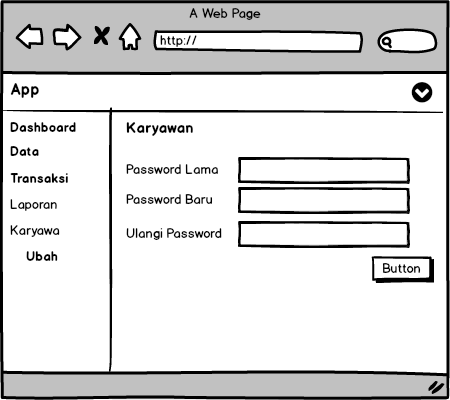 A Web Page
http://
App
Dashboard
Data
Transaksi
Laporan
Karyawa
Ubah
Karyawan
Password Lama
Password Baru
Ulangi Password
Button